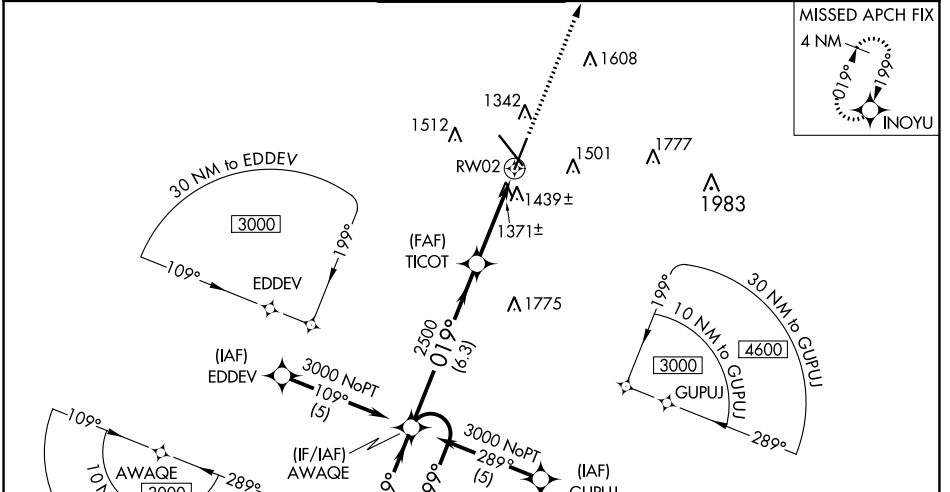 MISSED APCH FIX
4 NM
019°
199°
INOYU
1608
1342
1512
RW02
1501
1777
1983
1439±
1371±
30 NM to EDDEV
3000
199°
109°
EDDEV
(FAF)
TICOT
1775
2500
019°
(6.3)
199°
30 NM to GUPUJ
10 NM to GUPUJ
4600
3000
GUPUJ
289°
(IAF)
EDDEV
3000 NoPT
109°
(5)
(IF/IAF)
AWAQE
3000 NoPT
289°
(5)
(IAF)
109°
AWAQE
289°